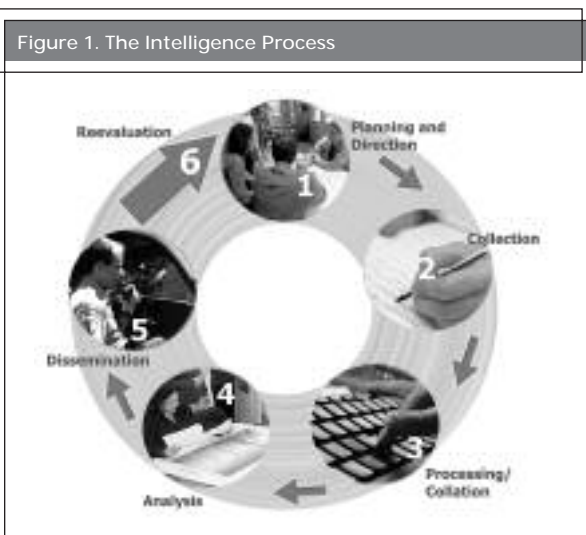 Figure 1. The Intelligence Process
1
Planning and
Direction
2
Collection
3
Processing/
Collation
4
Analysis
5
Dissemination
6
Reevaluation